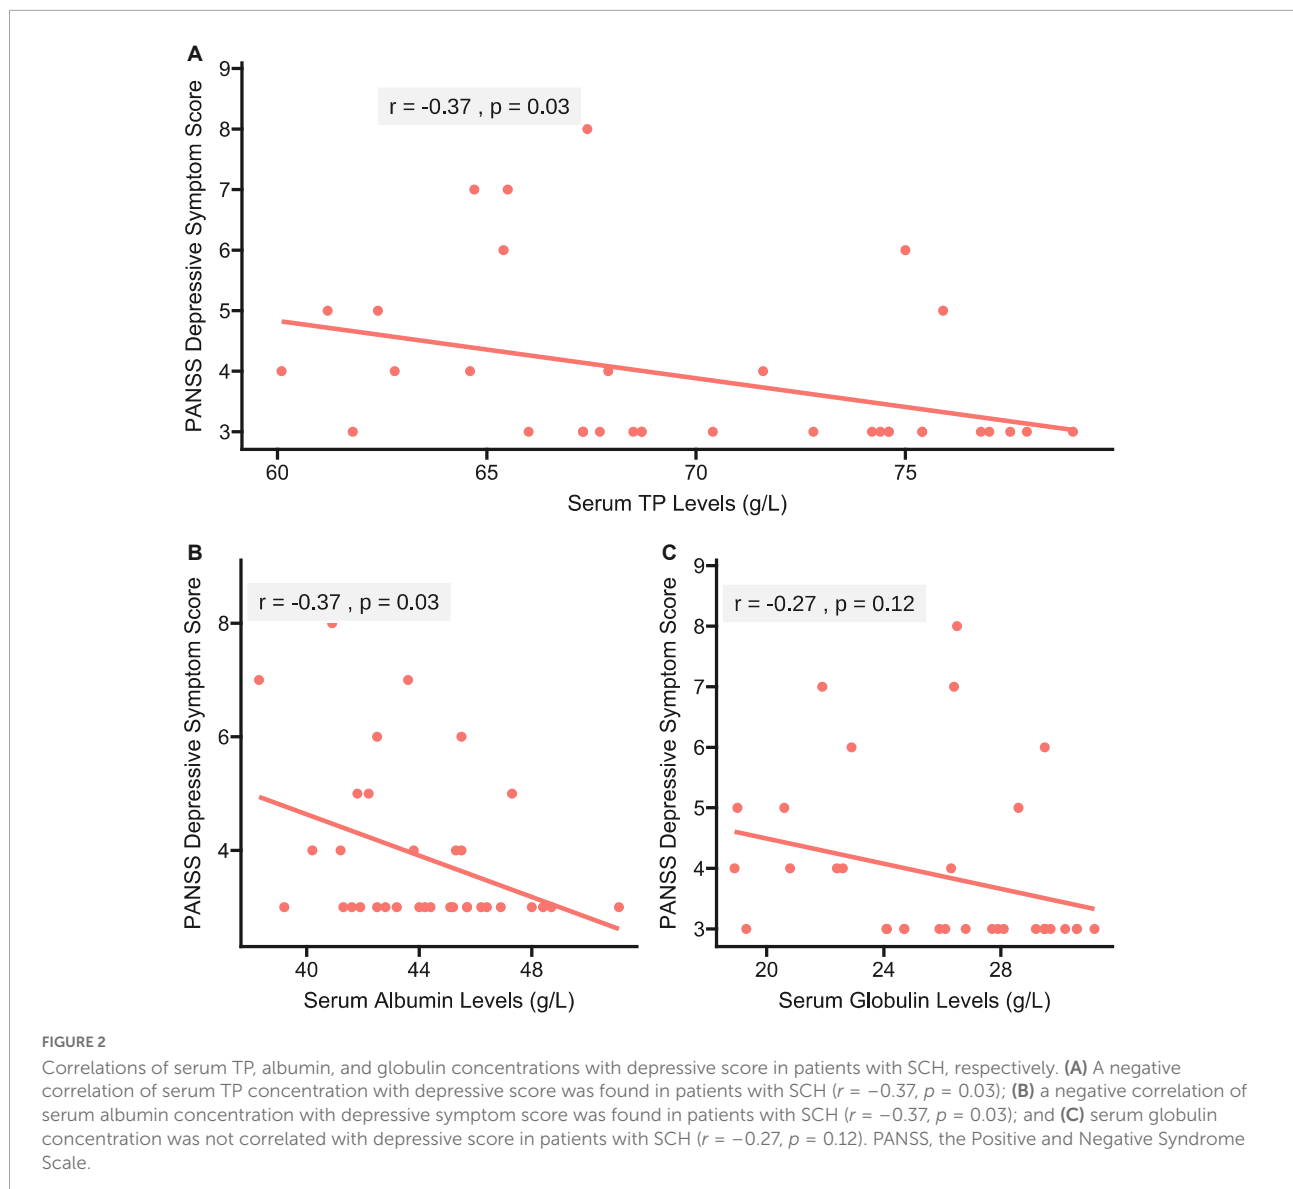 A
9
8
7
6
5
4
3
PANSS Depressive Symptom Score
r = -0.37 , p = 0.03
60 65 70 75
Serum TP Levels (g/L)
B
8
6
4
PANSS Depressive Symptom Score
r = -0.37 , p = 0.03
40 44 48
Serum Albumin Levels (g/L)
C
9
8
7
6
5
4
3
PANSS Depressive Symptom Score
r = -0.27 , p = 0.12
20 24 28
Serum Globulin Levels (g/L)
FIGURE 2
Correlations of serum TP, albumin, and globulin concentrations with depressive score in patients with SCH, respectively. (A) A negative
correlation of serum TP concentration with depressive score was found in patients with SCH (r = −0.37, p = 0.03); (B) a negative correlation of
serum albumin concentration with depressive symptom score was found in patients with SCH (r = −0.37, p = 0.03); and (C) serum globulin
concentration was not correlated with depressive score in patients with SCH (r = −0.27, p = 0.12). PANSS, the Positive and Negative Syndrome
Scale.